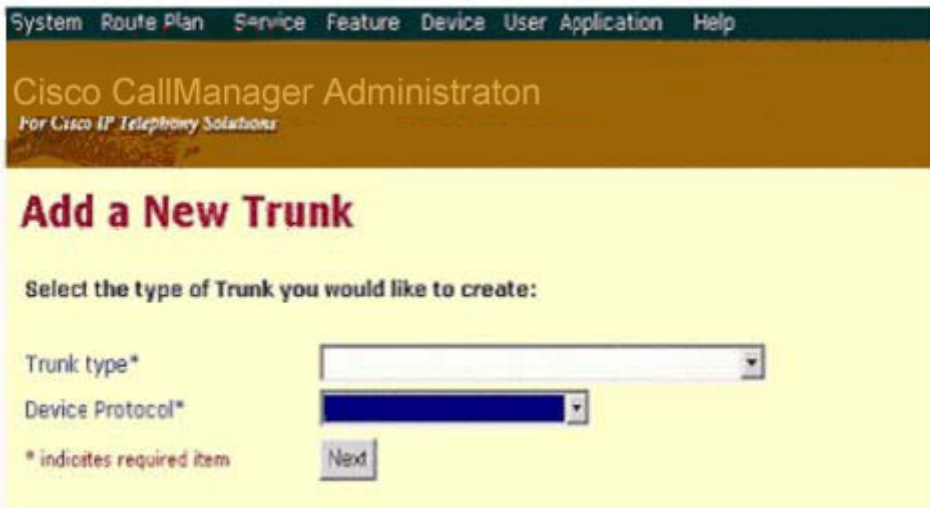 System Route Plan Service Feature Device User Application Help
Cisco CallManager Administraton
For Cisco IP Telephony Solutions
Add a New Trunk
Select the type of Trunk you would like to create:
Trunk type*
Device Protocol*
* indicites required item Next